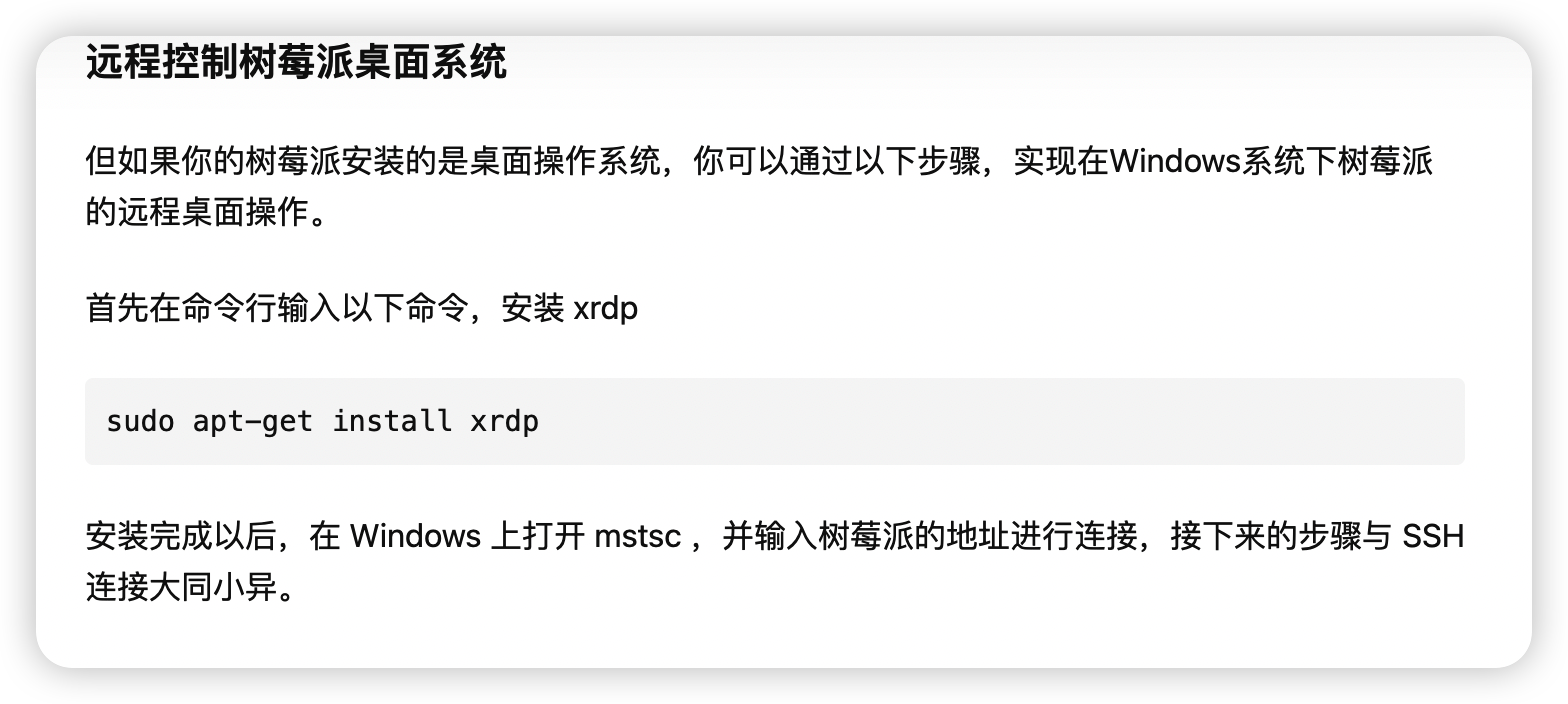 远程控制树莓派桌面系统
但如果你的树莓派安装的是桌面操作系统，你可以通过以下步骤，实现在Windows系统下树莓派
的远程桌面操作。
首先在命令行输入以下命令，安装 xrdp
sudo apt-get install xrdp
安装完成以后，在 Windows 上打开 mstsc ，并输入树莓派的地址进行连接，接下来的步骤与 SSH
连接大同小异。